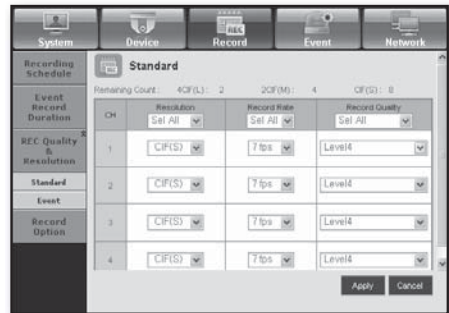 System Device Record Event Network
REC
Recording Schedule
Event Record Duration
REC Quality & Resolution
Standard
Event
Record Option
Standard
Remaining Count : 4CIF(L) : 2 2CIF(M) : 4 CIF(S) : 8
CH Resolution Record Rate Record Quality
Sel All Sel All Sel All
1 CIF(S) 7 fps Level4
2 CIF(S) 7 fps Level4
3 CIF(S) 7 fps Level4
4 CIF(S) 7 fps Level4
Apply Cancel